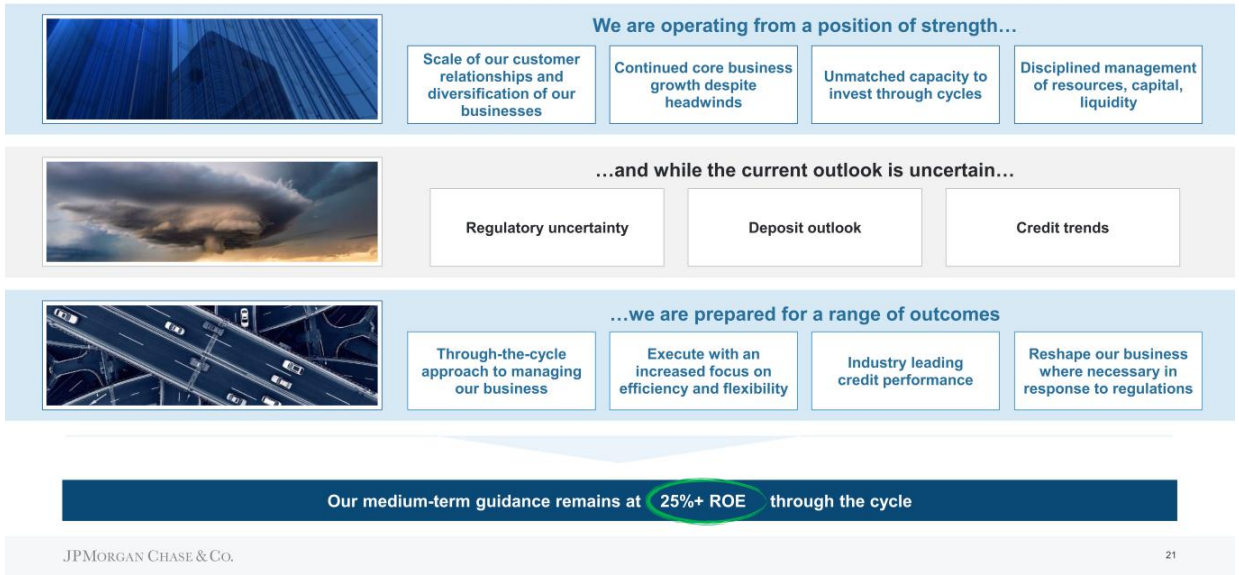 We are operating from a position of strength…
Scale of our customer
relationships and
diversification of our
businesses
Continued core business
growth despite
headwinds
Unmatched capacity to
invest through cycles
Disciplined management
of resources, capital,
liquidity
…and while the current outlook is uncertain…
Regulatory uncertainty
Deposit outlook
Credit trends
…we are prepared for a range of outcomes
Through-the-cycle
approach to managing
our business
Execute with an
increased focus on
efficiency and flexibility
Industry leading
credit performance
Reshape our business
where necessary in
response to regulations
Our medium-term guidance remains at 25%+ ROE through the cycle
JPMORGAN CHASE & CO.
21